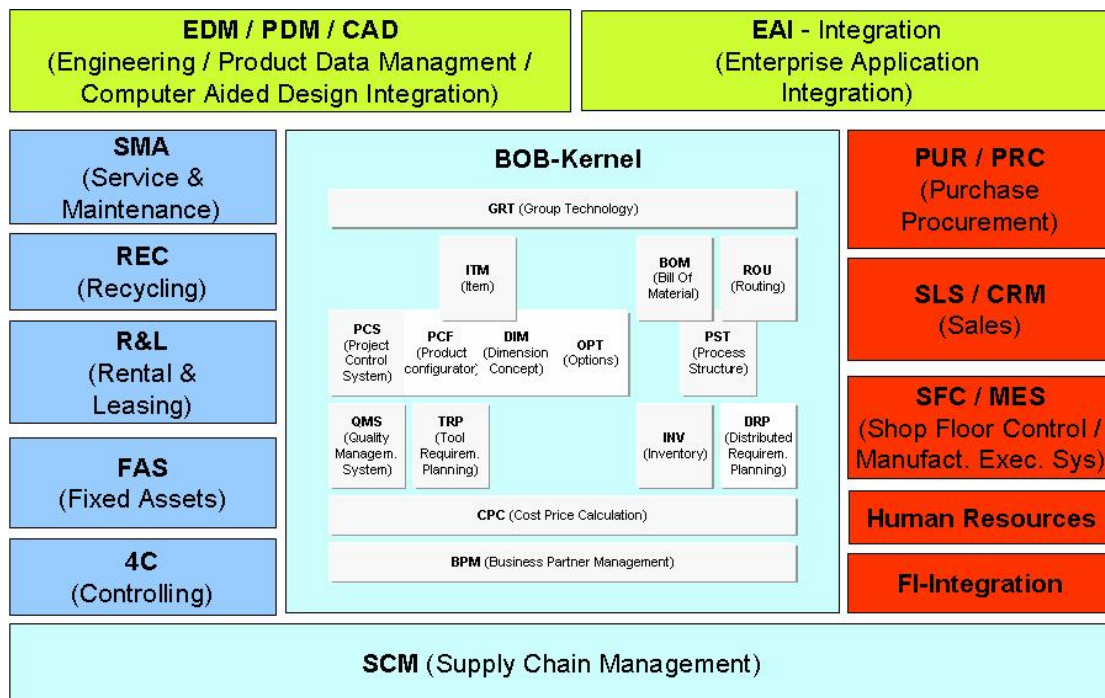 EDM / PDM / CAD
(Engineering / Product Data Managment /
Computer Aided Design Integration)
EAI - Integration
(Enterprise Application
Integration)
SMA
(Service &
Maintenance)
REC
(Recycling)
R&L
(Rental &
Leasing)
FAS
(Fixed Assets)
4C
(Controlling)
BOB-Kernel
GRT (Group Technology)
ITM
(Item)
BOM
(Bill Of
Material)
ROU
(Routing)
PCS
(Project
Control
System)
PCF
(Product
configurator)
DIM
(Dimension
Concept)
OPT
(Options)
PST
(Process
Structure)
QMS
(Quality
Managem.
System)
TRP
(Tool
Requirem.
Planning)
INV
(Inventory)
DRP
(Distributed
Requirem.
Planning)
CPC (Cost Price Calculation)
BPM (Business Partner Management)
PUR / PRC
(Purchase
Procurement)
SLS / CRM
(Sales)
SFC / MES
(Shop Floor Control /
Manufact. Exec. Sys)
Human Resources
FI-Integration
SCM (Supply Chain Management)